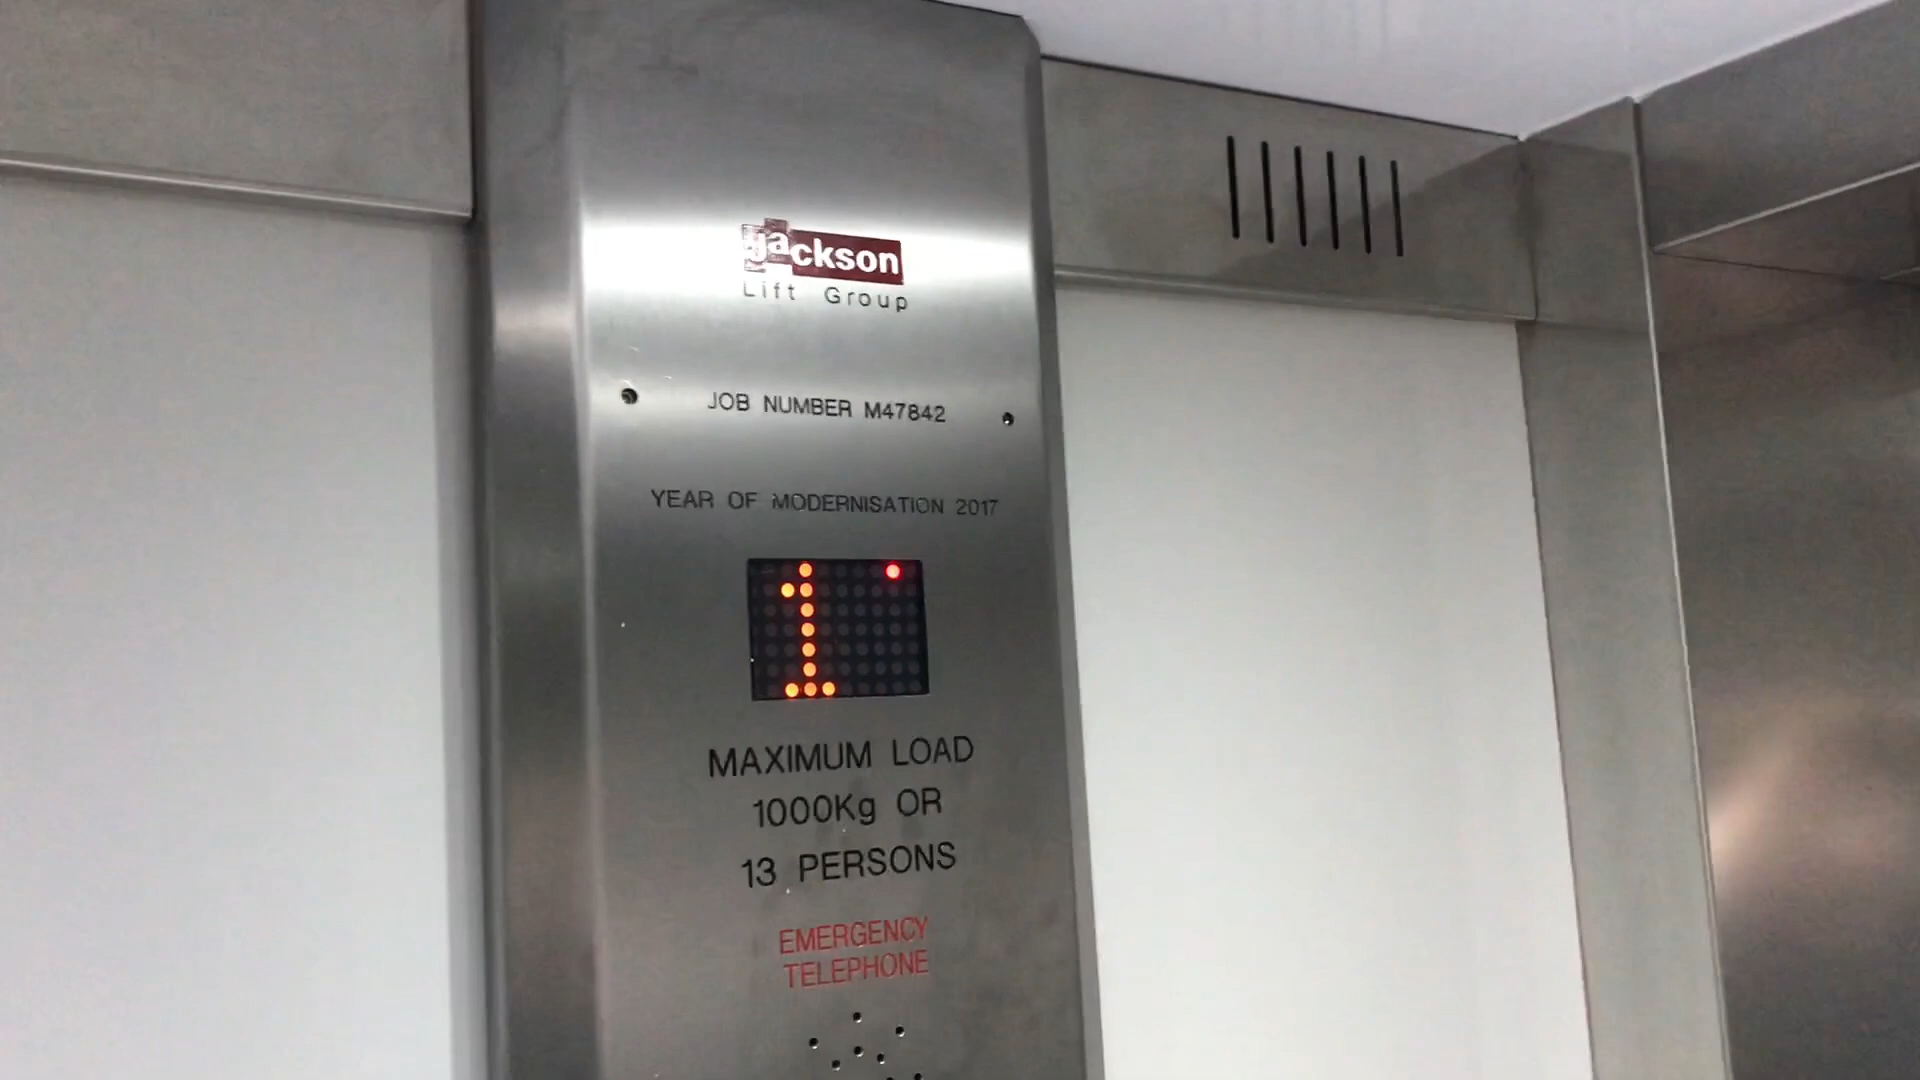 jackson
Lift Group
JOB NUMBER M47842
YEAR OF MODERNISATION 2017
1
MAXIMUM LOAD
1000Kg OR
13 PERSONS
EMERGENCY
TELEPHONE